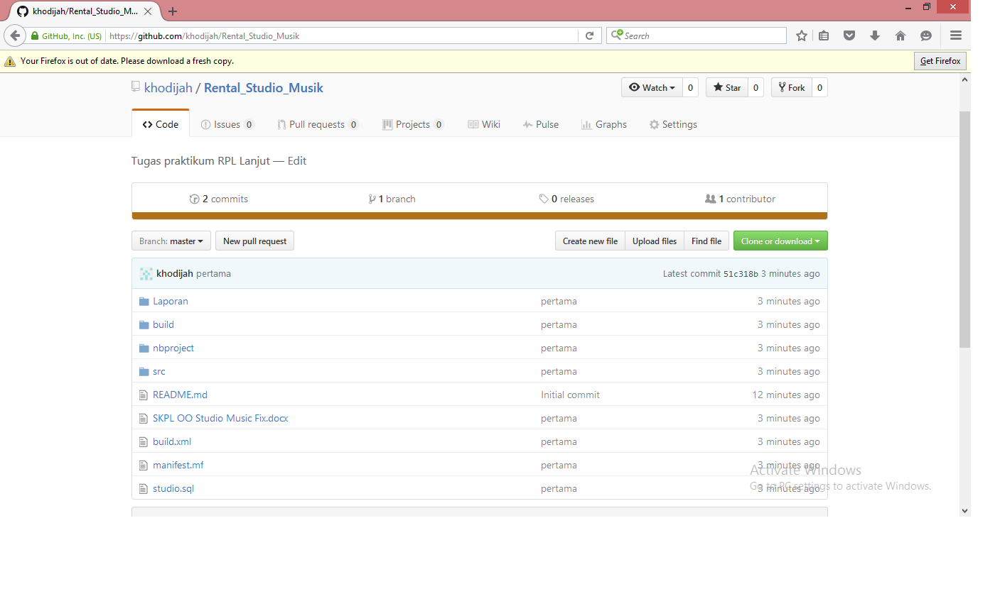 khodijah/Rental_Studio_M...
GitHub, Inc. (US) https://github.com/khodijah/Rental_Studio_Musik Search
Your Firefox is out of date. Please download a fresh copy. Get Firefox
khodijah / Rental_Studio_Musik Watch 0 Star 0 Fork 0
Code Issues 0 Pull requests 0 Projects 0 Wiki Pulse Graphs Settings
Tugas praktikum RPL Lanjut — Edit
2 commits 1 branch 0 releases 1 contributor
Branch: master New pull request Create new file Upload files Find file Clone or download
khodijah pertama Latest commit 51c318b 3 minutes ago
Laporan pertama 3 minutes ago
build pertama 3 minutes ago
nbproject pertama 3 minutes ago
src pertama 3 minutes ago
README.md Initial commit 12 minutes ago
SKPL OO Studio Music Fix.docx pertama 3 minutes ago
build.xml pertama 3 minutes ago
manifest.mf pertama 3 minutes ago
Activate Windows
studio.sql pertama 3 minutes ago
Go to PC settings to activate Windows.